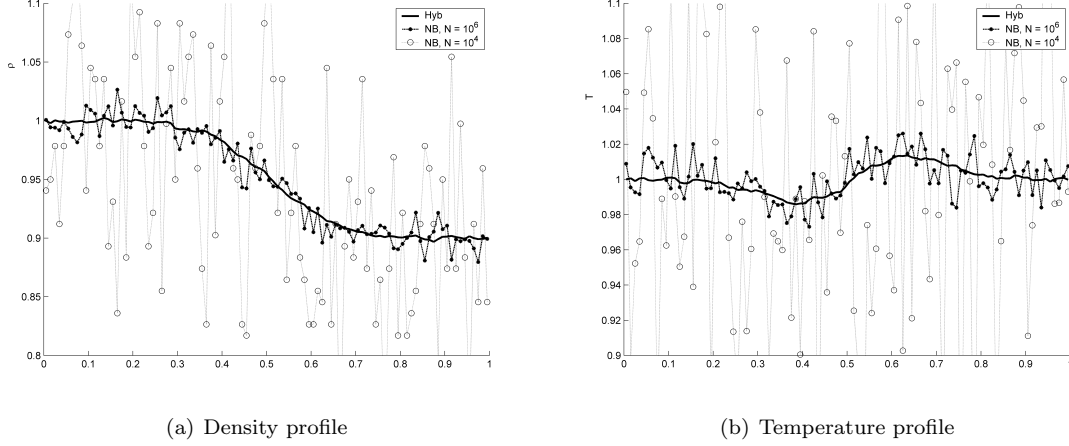 1.1
1.05
1
0.95
0.9
0.85
0.8
ρ
0 0.1 0.2 0.3 0.4 0.5 0.6 0.7 0.8 0.9 1
Hyb
NB, N = 10⁶
NB, N = 10⁴
(a) Density profile
1.1
1.08
1.06
1.04
1.02
1.00
0.98
0.96
0.94
0.92
0.9
T
0 0.1 0.2 0.3 0.4 0.5 0.6 0.7 0.8 0.9 1
Hyb
NB, N = 10⁶
NB, N = 10⁴
(b) Temperature profile